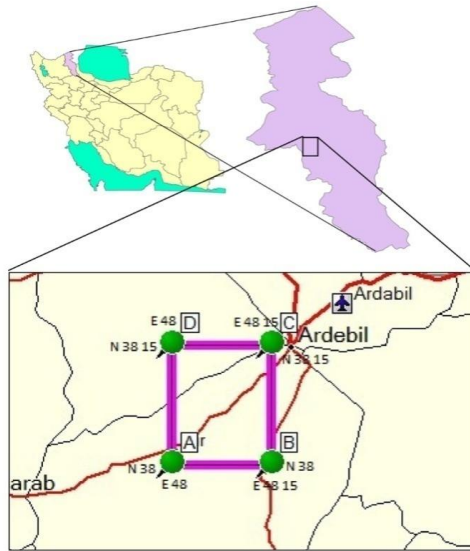 Ardabil
E 48 D
E 48 15 C
Ardebil
N 38 15
N 38 15
A r
B
N 38
N 38
arab
E 48
E 48 15